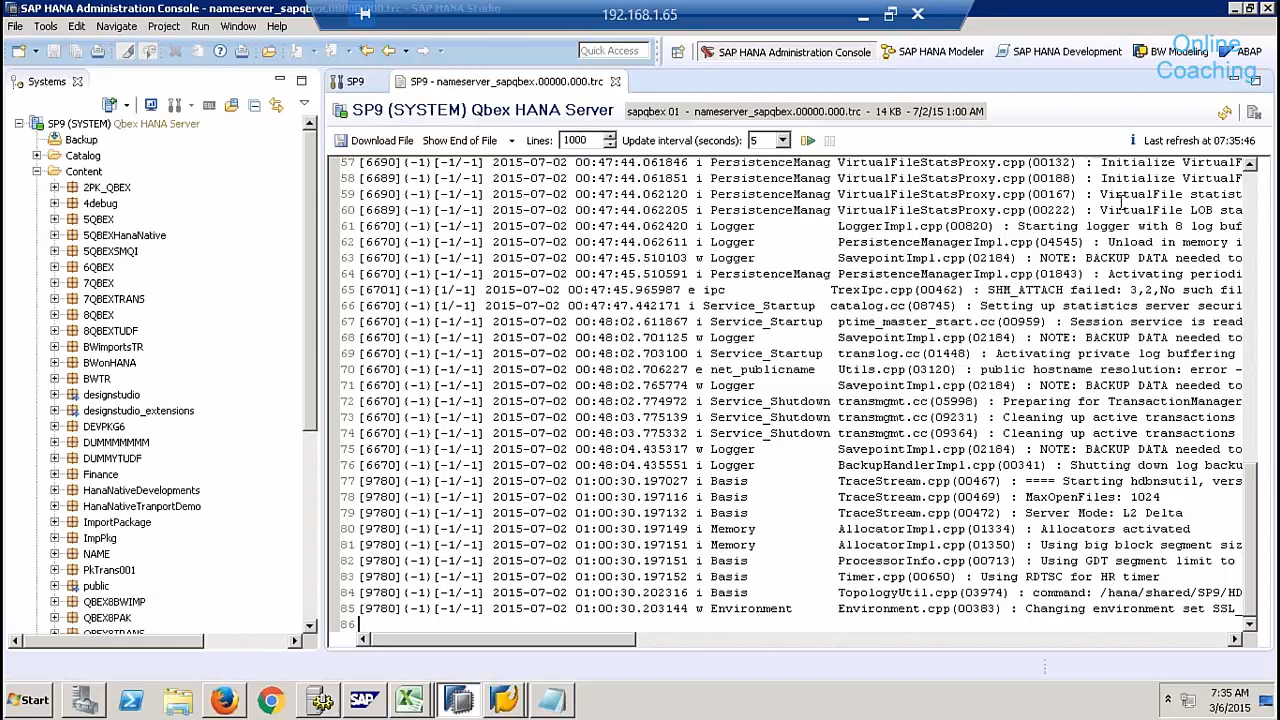 SAP HANA Administration Console - nameserver_sapqbex.00000.000.trc - SAP HANA Studio
192.168.1.65
File Tools Edit Navigate Project Run Window Help
Quick Access
SAP HANA Administration Console
SAP HANA Modeler
SAP HANA Development
BW Modeling
ABAP
Online
Coaching
Systems
SP9
SP9 - nameserver_sapqbex.00000.000.trc
SQL
SP9 (SYSTEM) Qbex HANA Server
sapqbex 01 - nameserver_sapqbex.00000.000.trc - 14 KB - 7/2/15 1:00 AM
Download File Show End of File Lines: 1000 Update interval (seconds): 5
Last refresh at 07:35:46
SP9 (SYSTEM) Qbex HANA Server
Backup
Catalog
Content
2PK_QBEX
4debug
5QBEX
5QBEXHanaNative
5QBEXSMQI
6QBEX
7QBEX
7QBEXTRANS
8QBEX
8QBEXTUDF
BWimportsTR
BWonHANA
BWTR
designstudio
designstudio_extensions
DEVPKG6
DUMMMMMM
DUMMYTUDF
Finance
HanaNativeDevelopments
HanaNativeTranportDemo
ImportPackage
ImpPkg
NAME
PkTrans001
public
QBEX8BWIMP
QBEX8PAK
QBEX8TRANS
57 [6690]{-1}[-1/-1] 2015-07-02 00:47:44.061846 i PersistenceManag VirtualFileStatsProxy.cpp(00132) : Initialize VirtualF
58 [6689]{-1}[-1/-1] 2015-07-02 00:47:44.061851 i PersistenceManag VirtualFileStatsProxy.cpp(00188) : Initialize VirtualF
59 [6690]{-1}[-1/-1] 2015-07-02 00:47:44.062120 i PersistenceManag VirtualFileStatsProxy.cpp(00167) : VirtualFile statist
60 [6689]{-1}[-1/-1] 2015-07-02 00:47:44.062205 i PersistenceManag VirtualFileStatsProxy.cpp(00222) : VirtualFile LOB sta
61 [6670]{-1}[-1/-1] 2015-07-02 00:47:44.062420 i Logger LoggerImpl.cpp(00820) : Starting logger with 8 log buf
62 [6670]{-1}[-1/-1] 2015-07-02 00:47:44.062611 i Logger PersistenceManagerImpl.cpp(04545) : Unload in memory i
63 [6670]{-1}[-1/-1] 2015-07-02 00:47:45.510103 w Logger SavepointImpl.cpp(02184) : NOTE: BACKUP DATA needed to
64 [6670]{-1}[-1/-1] 2015-07-02 00:47:45.510591 i PersistenceManag PersistenceManagerImpl.cpp(01843) : Activating periodi
65 [6701]{-1}[1/-1] 2015-07-02 00:47:45.965987 e ipc TrexIpc.cpp(00462) : SHM_ATTACH failed: 3,2,No such fil
66 [6670]{-1}[1/-1] 2015-07-02 00:47:47.442171 i Service_Startup catalog.cc(08745) : Setting up statistics server securi
67 [6670]{-1}[-1/-1] 2015-07-02 00:48:02.611867 i Service_Startup ptime_master_start.cc(00959) : Session service is read
68 [6670]{-1}[-1/-1] 2015-07-02 00:48:02.701125 w Logger SavepointImpl.cpp(02184) : NOTE: BACKUP DATA needed to
69 [6670]{-1}[-1/-1] 2015-07-02 00:48:02.703100 i Service_Startup translog.cc(01448) : Activating private log buffering
70 [6670]{-1}[-1/-1] 2015-07-02 00:48:02.706227 e net_publicname Utils.cpp(03120) : public hostname resolution: error -
71 [6670]{-1}[-1/-1] 2015-07-02 00:48:02.765774 w Logger SavepointImpl.cpp(02184) : NOTE: BACKUP DATA needed to
72 [6670]{-1}[-1/-1] 2015-07-02 00:48:02.774972 i Service_Shutdown transmgmt.cc(05998) : Preparing for TransactionManager
73 [6670]{-1}[-1/-1] 2015-07-02 00:48:03.775139 i Service_Shutdown transmgmt.cc(09231) : Cleaning up active transactions
74 [6670]{-1}[-1/-1] 2015-07-02 00:48:03.775332 i Service_Shutdown transmgmt.cc(09364) : Cleaning up active transactions
75 [6670]{-1}[-1/-1] 2015-07-02 00:48:04.435317 w Logger SavepointImpl.cpp(02184) : NOTE: BACKUP DATA needed to
76 [6670]{-1}[-1/-1] 2015-07-02 00:48:04.435551 i Logger BackupHandlerImpl.cpp(00341) : Shutting down log backu
77 [9780]{-1}[-1/-1] 2015-07-02 01:00:30.197027 i Basis TraceStream.cpp(00467) : ==== Starting hdbnsutil, vers
78 [9780]{-1}[-1/-1] 2015-07-02 01:00:30.197116 i Basis TraceStream.cpp(00469) : MaxOpenFiles: 1024
79 [9780]{-1}[-1/-1] 2015-07-02 01:00:30.197132 i Basis TraceStream.cpp(00472) : Server Mode: L2 Delta
80 [9780]{-1}[-1/-1] 2015-07-02 01:00:30.197149 i Memory AllocatorImpl.cpp(01334) : Allocators activated
81 [9780]{-1}[-1/-1] 2015-07-02 01:00:30.197151 i Memory AllocatorImpl.cpp(01350) : Using big block segment siz
82 [9780]{-1}[-1/-1] 2015-07-02 01:00:30.197151 i Basis ProcessorInfo.cpp(00713) : Using GDT segment limit to
83 [9780]{-1}[-1/-1] 2015-07-02 01:00:30.197152 i Basis Timer.cpp(00650) : Using RDTSC for HR timer
84 [9780]{-1}[-1/-1] 2015-07-02 01:00:30.202316 i Basis TopologyUtil.cpp(03974) : command: /hana/shared/SP9/HD
85 [9780]{-1}[-1/-1] 2015-07-02 01:00:30.203144 w Environment Environment.cpp(00383) : Changing environment set SSL_
86
Start
SAP
7:35 AM
3/6/2015